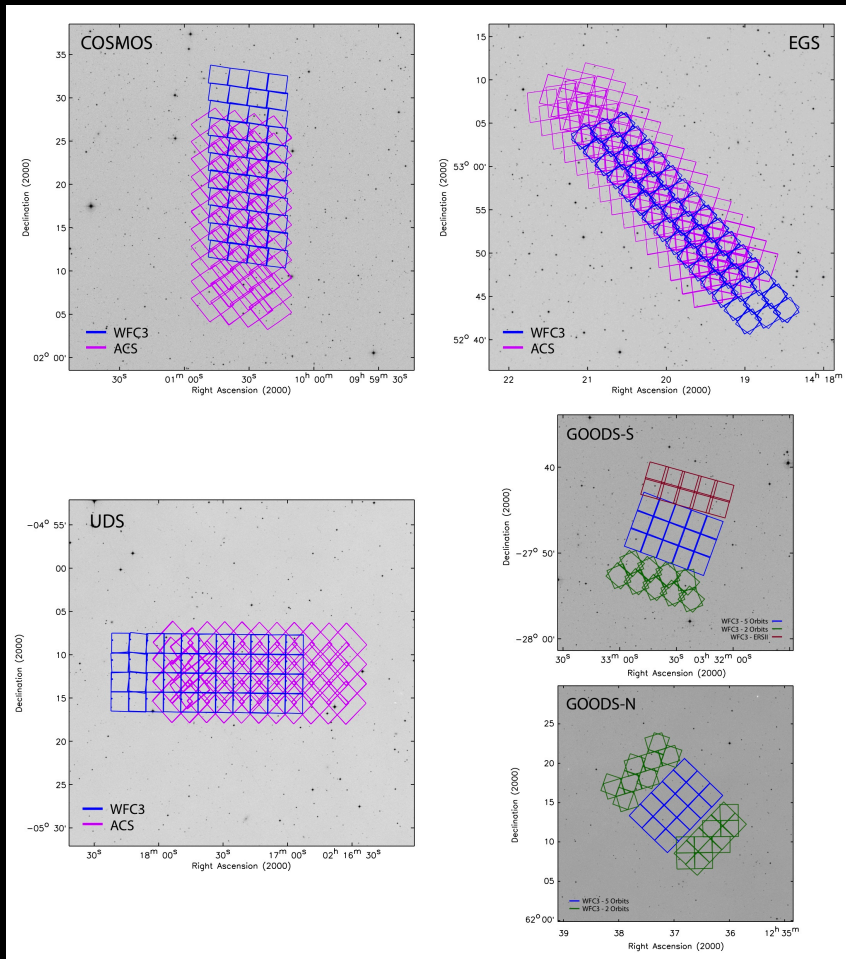 COSMOS
35
30
25
20
15
10
05
02° 00'
Declination (2000)
WFC3
ACS
30ˢ 01ᵐ 00ˢ 30ˢ 10ʰ 00ᵐ 00ˢ 09ʰ 59ᵐ 30ˢ
Right Ascension (2000)
EGS
15
10
05
53° 00'
55
50
45
52° 40'
Declination (2000)
WFC3
ACS
22 21 20 19 14ʰ 18ᵐ
Right Ascension (2000)
UDS
-04° 55'
00
05
10
15
20
25
-05° 30'
Declination (2000)
WFC3
ACS
30ˢ 18ᵐ 00ˢ 30ˢ 17ᵐ 00ˢ 02ʰ 16ᵐ 30ˢ
Right Ascension (2000)
GOODS-S
40
-27° 50'
-28° 00'
Declination (2000)
WFC3 - 5 Orbits
WFC3 - 2 Orbits
WFC3 - ERSII
30ˢ 33ᵐ 00ˢ 30ˢ 03ʰ 32ᵐ 00ˢ
Right Ascension (2000)
GOODS-N
25
20
15
10
05
62° 00'
Declination (2000)
WFC3 - 5 Orbits
WFC3 - 2 Orbits
39 38 37 36 12ʰ 35ᵐ
Right Ascension (2000)